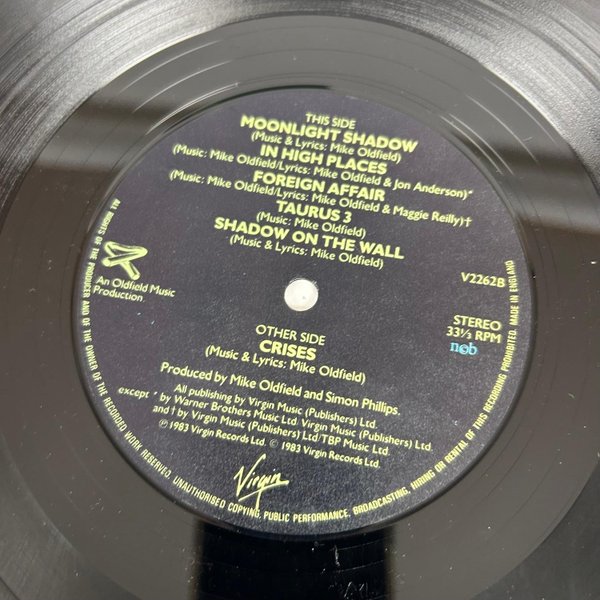 THIS SIDE
MOONLIGHT SHADOW
(Music & Lyrics: Mike Oldfield)
IN HIGH PLACES
(Music: Mike Oldfield/Lyrics: Mike Oldfield & Jon Anderson)*
FOREIGN AFFAIR
(Music: Mike Oldfield/Lyrics: Mike Oldfield & Maggie Reilly)†
TAURUS 3
(Music: Mike Oldfield)
SHADOW ON THE WALL
(Music & Lyrics: Mike Oldfield)
An Oldfield Music
Production
V2262B
STEREO
33⅓ RPM
ncb
OTHER SIDE
CRISES
(Music & Lyrics: Mike Oldfield)
Produced by Mike Oldfield and Simon Phillips.
All publishing by Virgin Music (Publishers) Ltd.
except * by Warner Brothers Music Ltd. Virgin Music (Publishers) Ltd.
and † by Virgin Music (Publishers) Ltd/TBP Music Ltd.
℗ 1983 Virgin Records Ltd. © 1983 Virgin Records Ltd.
Virgin
ALL RIGHTS OF THE PRODUCER AND OF THE OWNER OF THE RECORDED WORK RESERVED. UNAUTHORISED COPYING, PUBLIC PERFORMANCE, BROADCASTING, HIRING OR RENTAL OF THIS RECORDING PROHIBITED. MADE IN ENGLAND